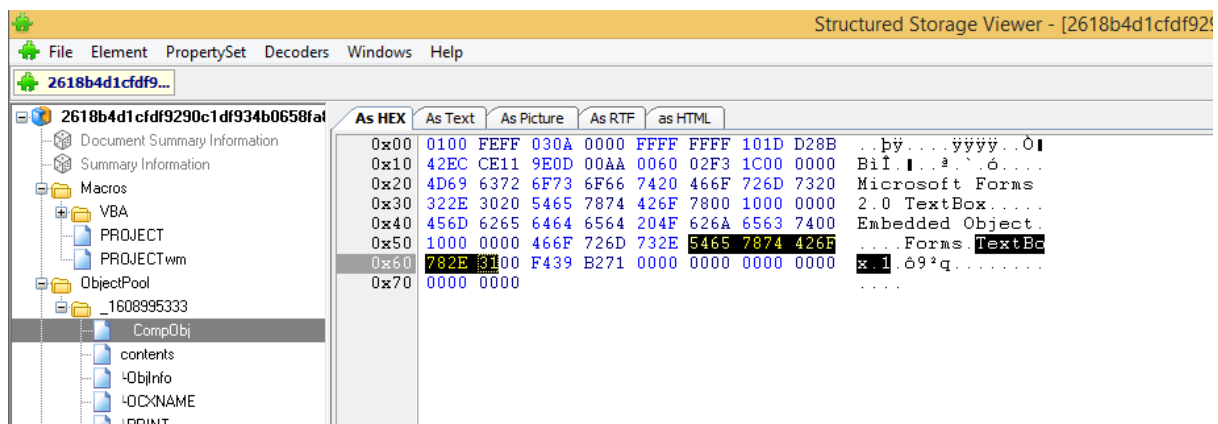 Structured Storage Viewer - [2618b4d1cfdf929
File Element PropertySet Decoders Windows Help
2618b4d1cfdf9...
2618b4d1cfdf9290c1df934b0658fa
Document Summary Information
Summary Information
Macros
VBA
PROJECT
PROJECTwm
ObjectPool
_1608995333
CompObj
contents
ObjInfo
OCXNAME
As HEX As Text As Picture As RTF as HTML
0x00 0100 FEFF 030A 0000 FFFF FFFF 101D D28B ..þÿ....ÿÿÿÿ..Ò
0x10 42EC CE11 9E0D 00AA 0060 02F3 1C00 0000 BìÎ. .ª.`.ó....
0x20 4D69 6372 6F73 6F66 7420 466F 726D 7320 Microsoft Forms
0x30 322E 3020 5465 7874 426F 7800 1000 0000 2.0 TextBox.....
0x40 456D 6265 6464 6564 204F 626A 6563 7400 Embedded Object.
0x50 1000 0000 466F 726D 732E 5465 7874 426F ....Forms.TextBo
0x60 782E 3100 F439 B271 0000 0000 0000 0000 x.1.ô9²q........
0x70 0000 0000 ....